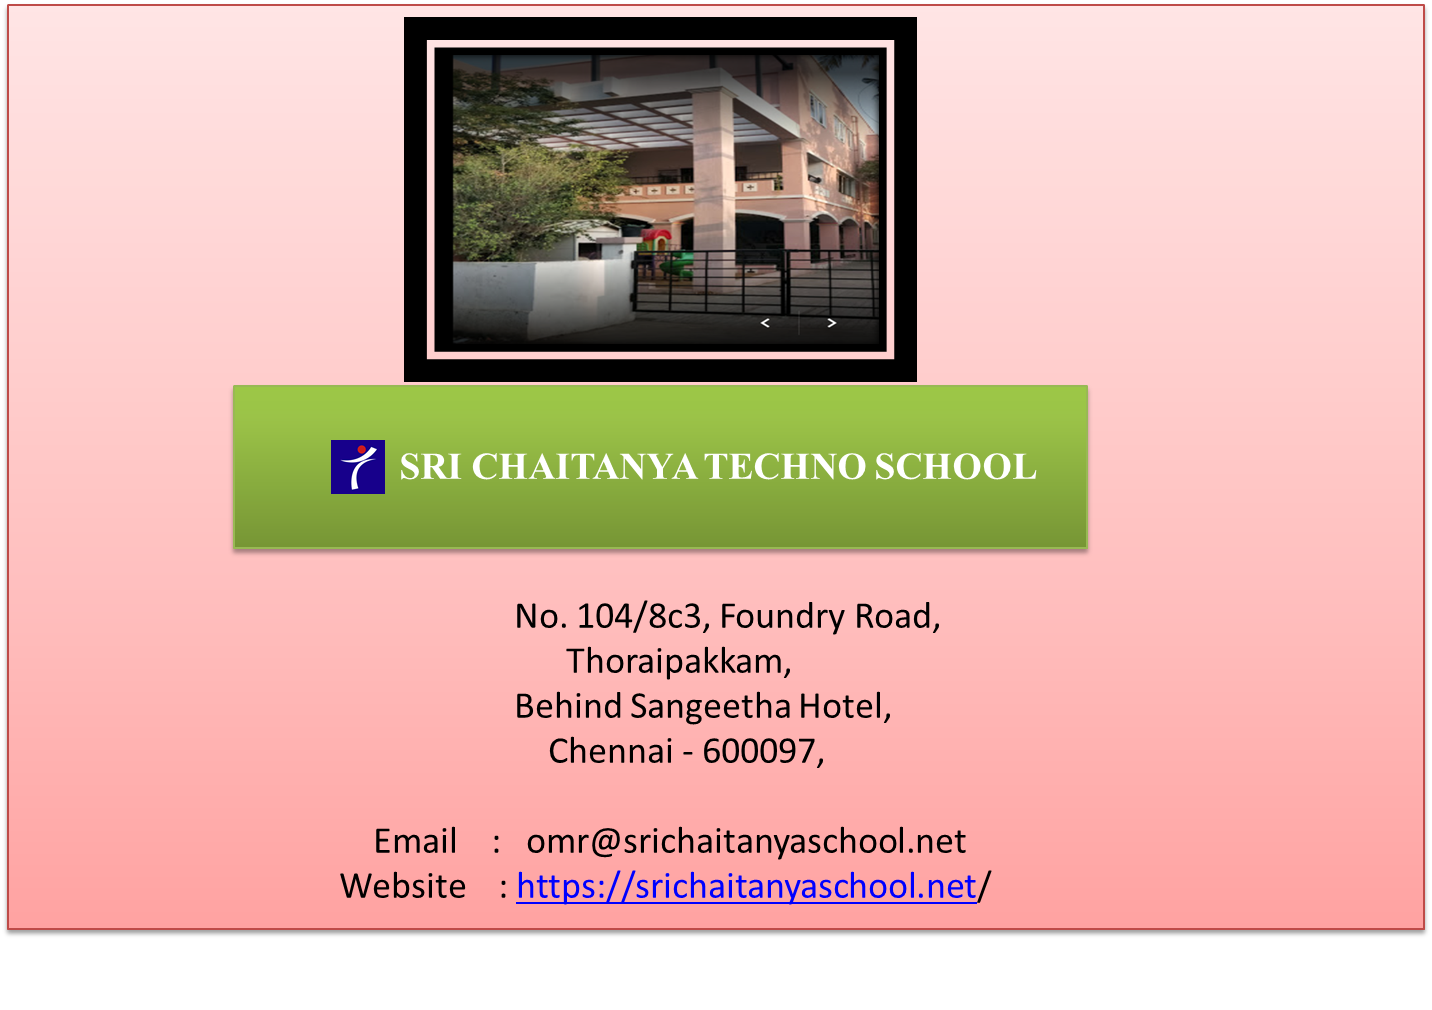 SRI CHAITANYA TECHNO SCHOOL
No. 104/8c3, Foundry Road,
Thoraipakkam,
Behind Sangeetha Hotel,
Chennai - 600097,
Email : omr@srichaitanyaschool.net
Website : https://srichaitanyaschool.net/